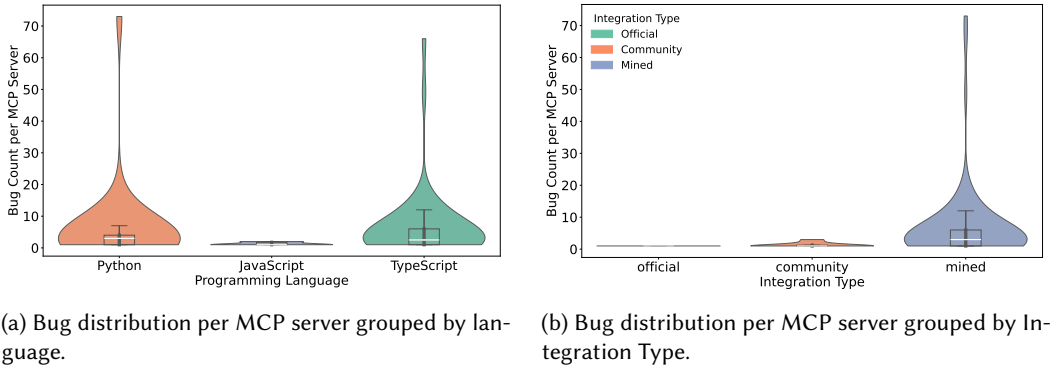 70
60
50
40
30
20
10
0
Bug Count per MCP Server
Python JavaScript TypeScript
Programming Language
(a) Bug distribution per MCP server grouped by lan-
guage.
70
60
50
40
30
20
10
0
Bug Count per MCP Server
Integration Type
Official
Community
Mined
official community mined
Integration Type
(b) Bug distribution per MCP server grouped by In-
tegration Type.